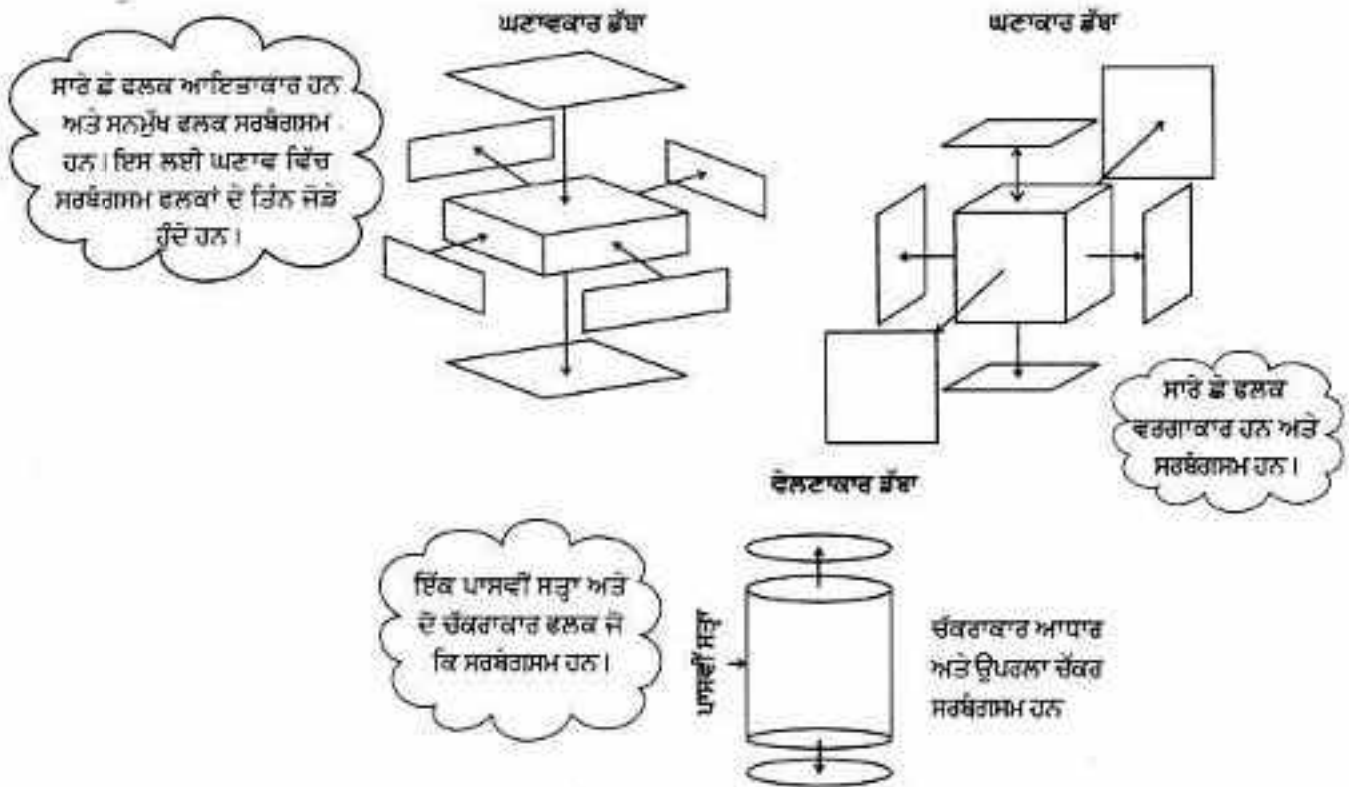 ਘਣਾਵਕਾਰ ਡੱਬਾ
ਸਾਰੇ ਛੇ ਫਲਕ ਆਇਤਾਕਾਰ ਹਨ
ਅਤੇ ਸਨਮੁੱਖ ਫਲਕ ਸਰਬੰਗਸਮ
ਹਨ। ਇਸ ਲਈ ਘਣਾਵ ਵਿੱਚ
ਸਰਬੰਗਸਮ ਫਲਕਾਂ ਦੇ ਤਿੰਨ ਜੋੜੇ
ਹੁੰਦੇ ਹਨ।
ਘਣਾਕਾਰ ਡੱਬਾ
ਸਾਰੇ ਛੇ ਫਲਕ
ਵਰਗਾਕਾਰ ਹਨ ਅਤੇ
ਸਰਬੰਗਸਮ ਹਨ।
ਵੇਲਣਾਕਾਰ ਡੱਬਾ
ਇੱਕ ਪਾਸਵੀਂ ਸਤ੍ਹਾ ਅਤੇ
ਦੋ ਚੱਕਰਾਕਾਰ ਫਲਕ ਜੋ
ਕਿ ਸਰਬੰਗਸਮ ਹਨ।
ਪਾਸਵੀਂ ਸਤ੍ਹਾ
ਚੱਕਰਾਕਾਰ ਆਧਾਰ
ਅਤੇ ਉਪਰਲਾ ਚੱਕਰ
ਸਰਬੰਗਸਮ ਹਨ